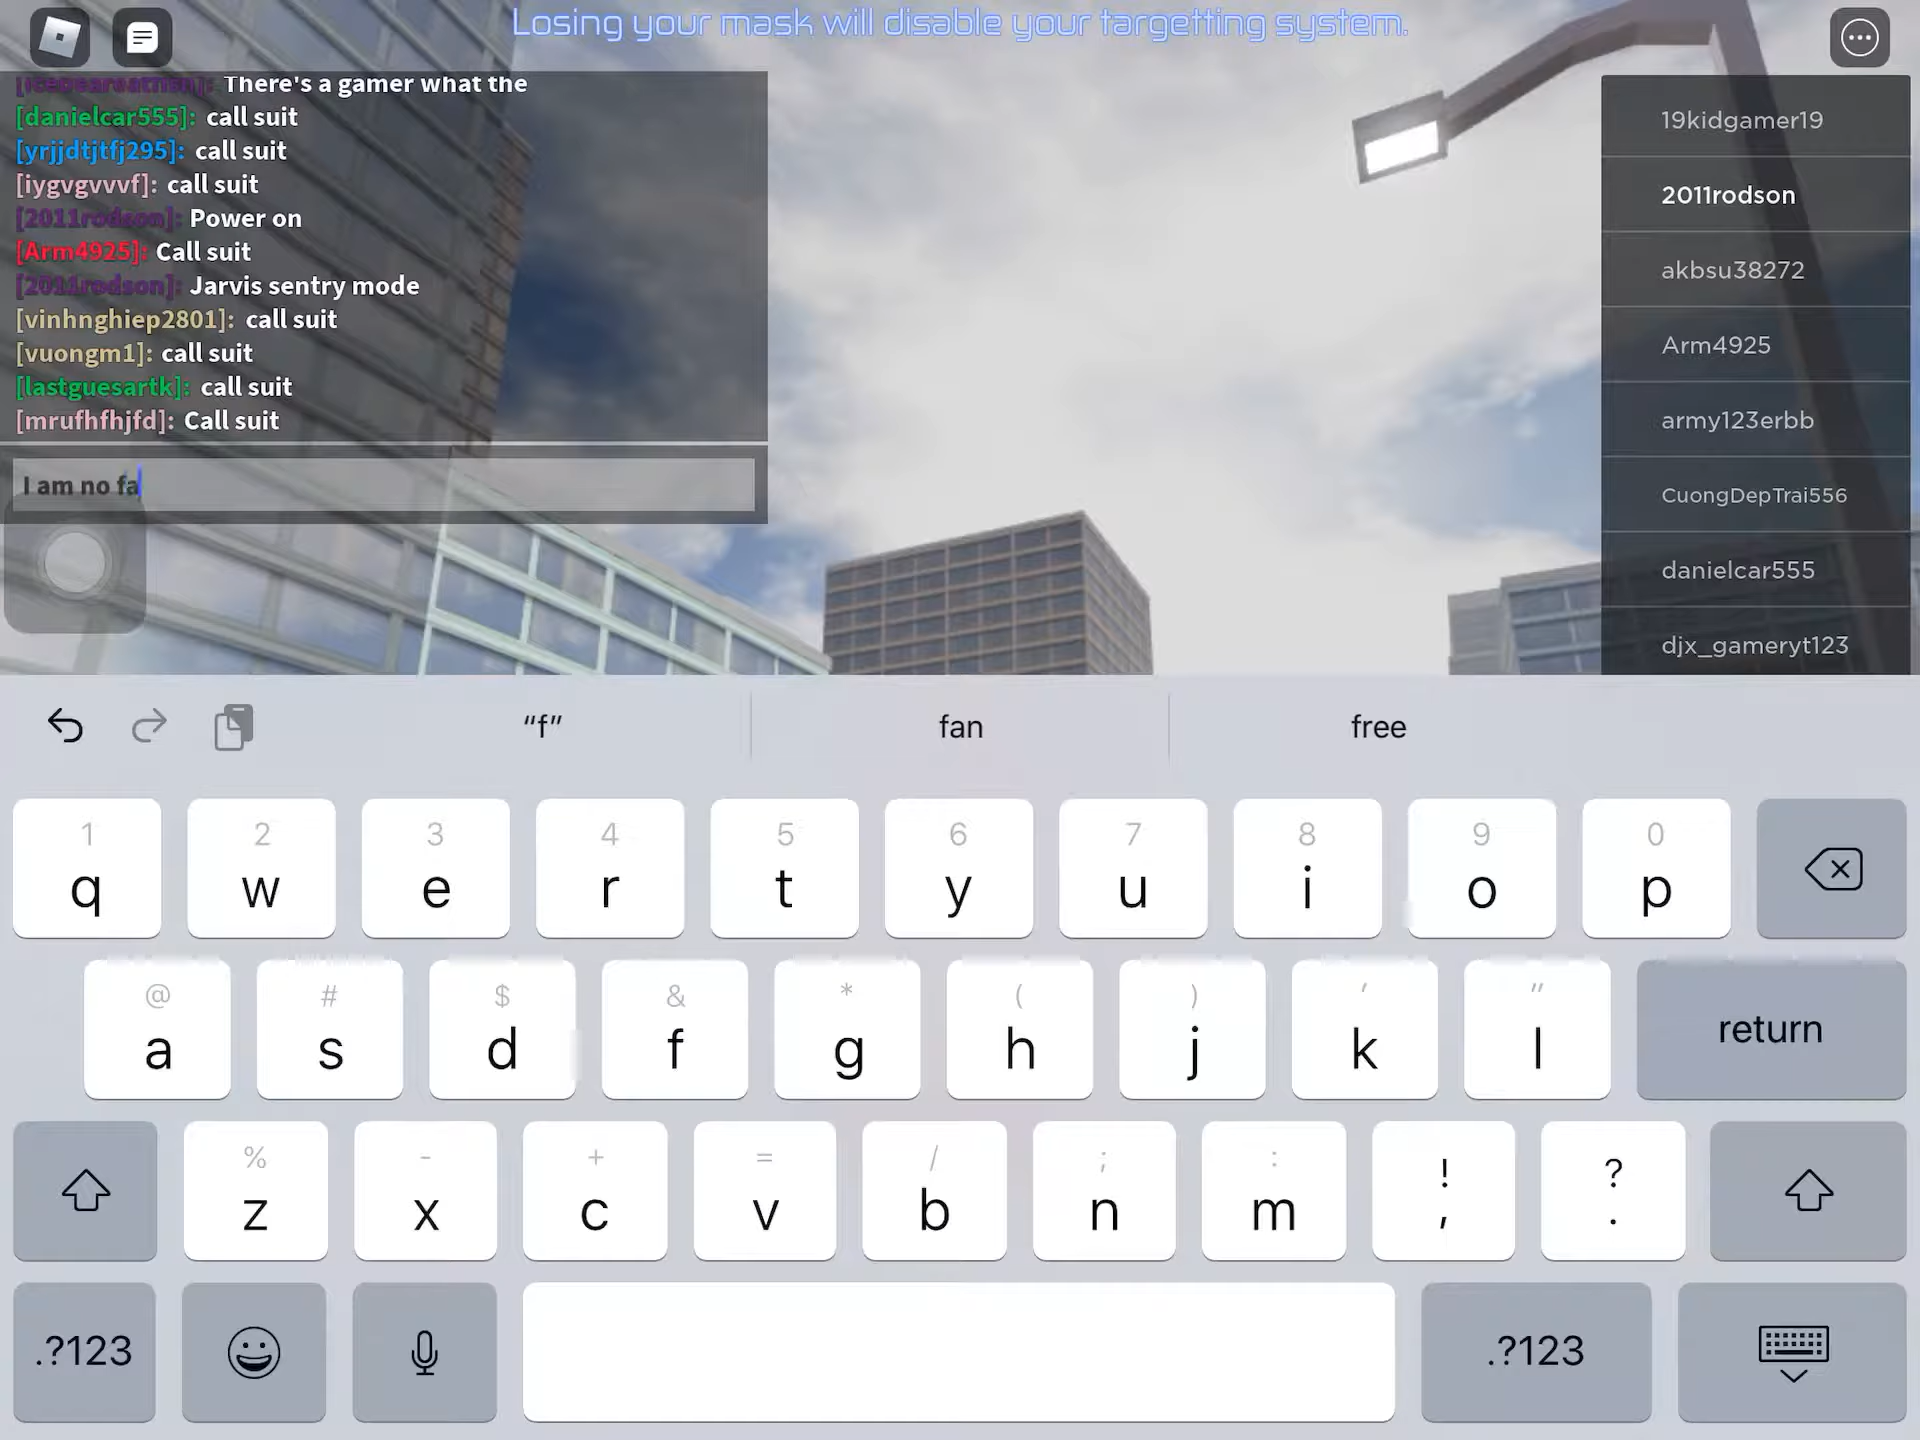 Losing your mask will disable your targetting system.
There's a gamer what the
[danielcar555]: call suit
[yrjjdtjtfj295]: call suit
[iygvgvvvf]: call suit
[2011rodson]: Power on
[Arm4925]: Call suit
[2011rodson]: Jarvis sentry mode
[vinhnghiep2801]: call suit
[vuongm1]: call suit
[lastguesartk]: call suit
[mrufhfhjfd]: Call suit
I am no fa
19kidgamer19
2011rodson
akbsu38272
Arm4925
army123erbb
CuongDepTrai556
danielcar555
djx_gameryt123
“f” fan free
1 2 3 4 5 6 7 8 9 0
q w e r t y u i o p
@ # $ & * ( ) ' "
a s d f g h j k l return
% - + = / ; : ! ?
z x c v b n m , .
.?123 .?123